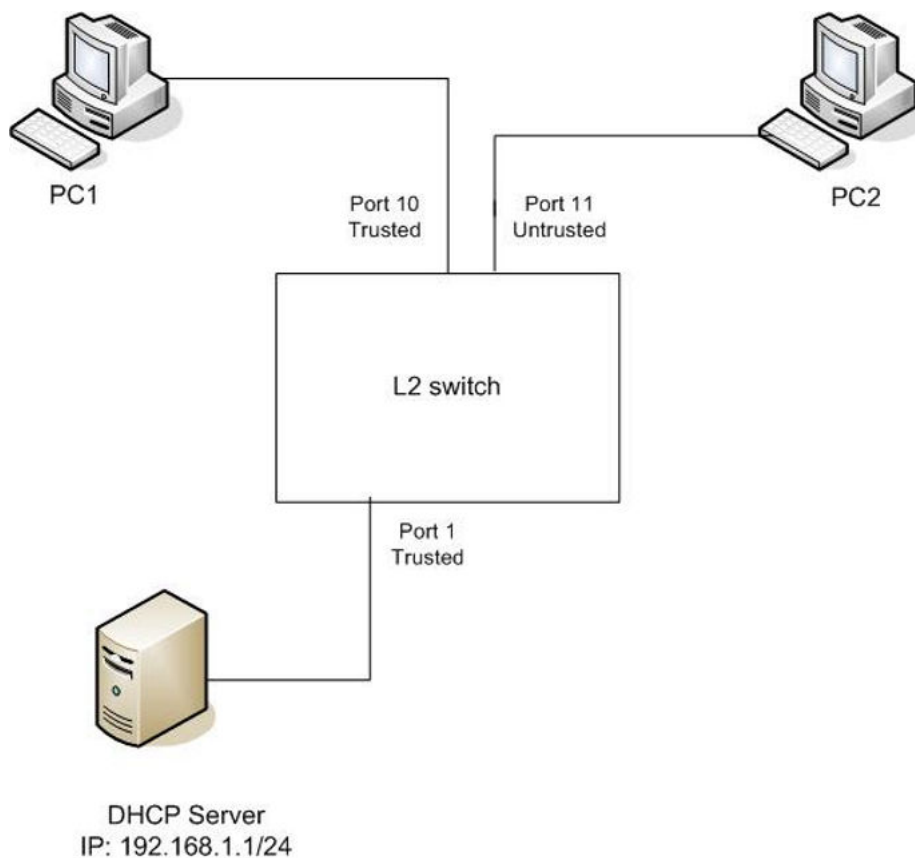 PC1
PC2
Port 10
Trusted
Port 11
Untrusted
L2 switch
Port 1
Trusted
DHCP Server
IP: 192.168.1.1/24